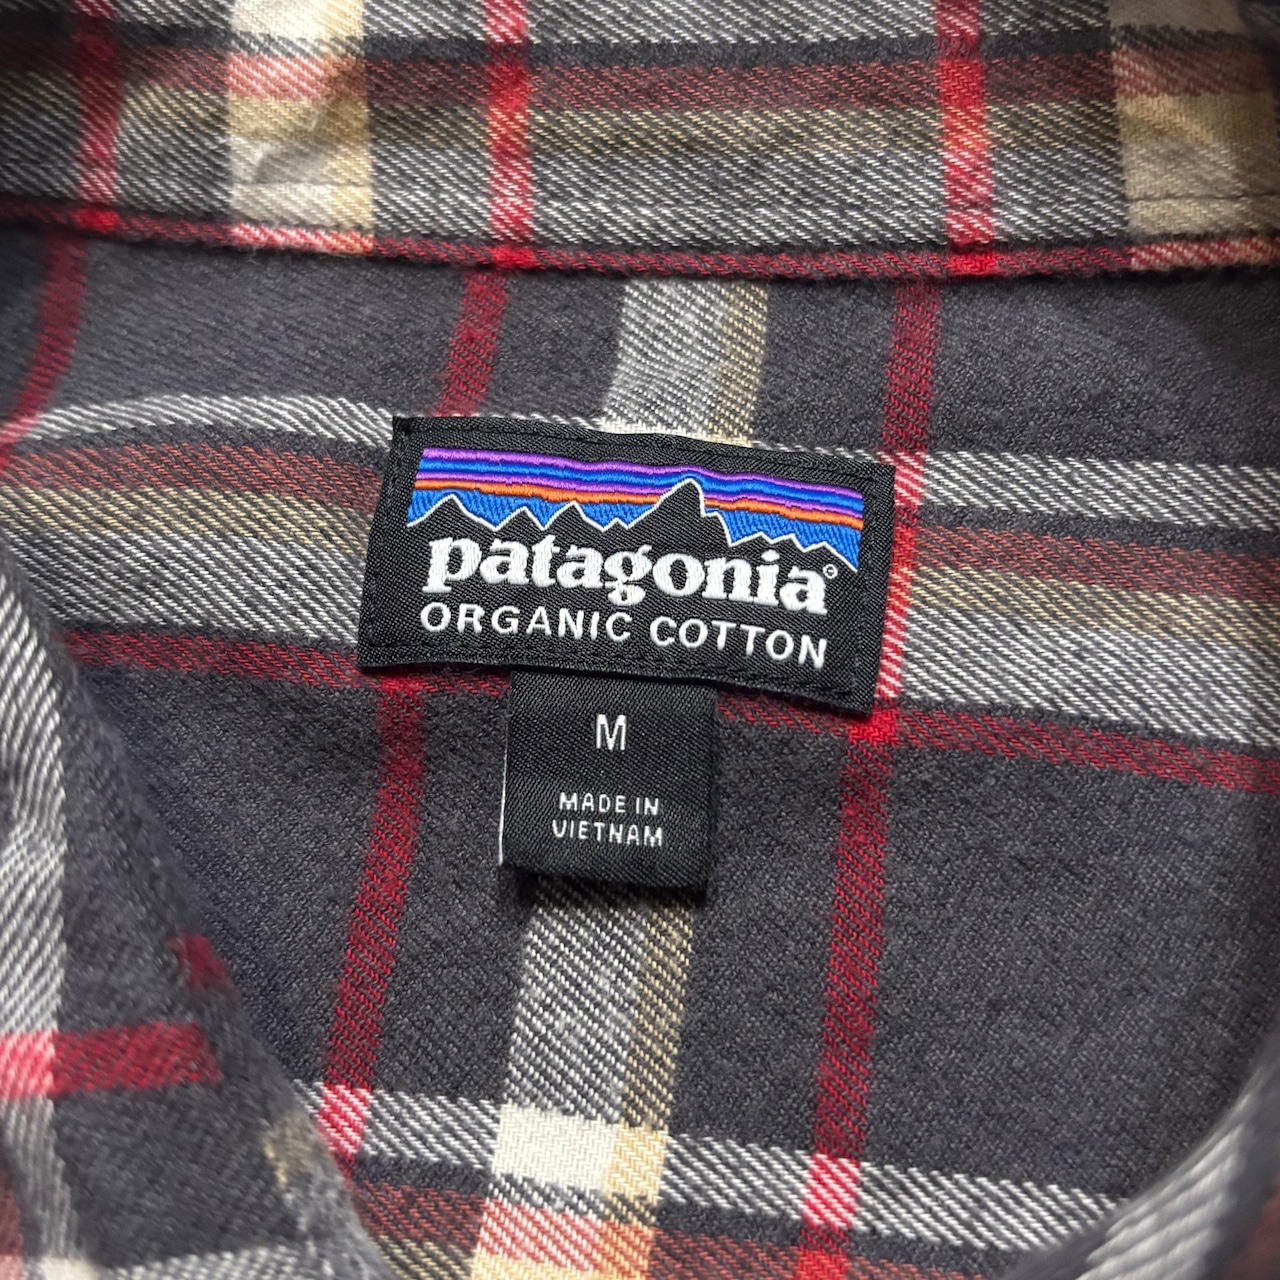 patagonia®
ORGANIC COTTON
M
MADE IN
VIETNAM